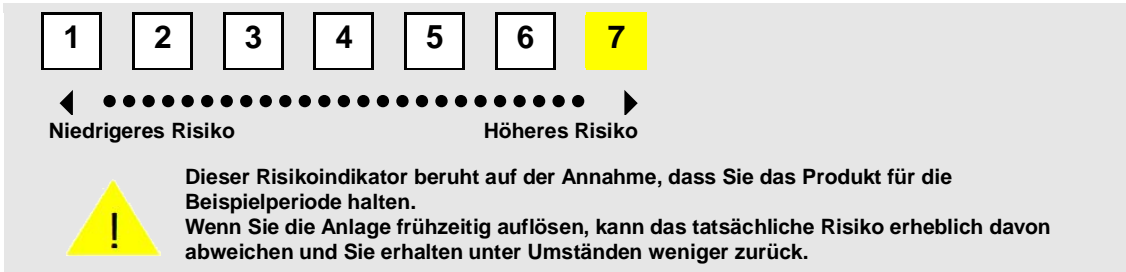 1 2 3 4 5 6 7
Niedrigeres Risiko Höheres Risiko
Dieser Risikoindikator beruht auf der Annahme, dass Sie das Produkt für die
Beispielperiode halten.
Wenn Sie die Anlage frühzeitig auflösen, kann das tatsächliche Risiko erheblich davon
abweichen und Sie erhalten unter Umständen weniger zurück.
!